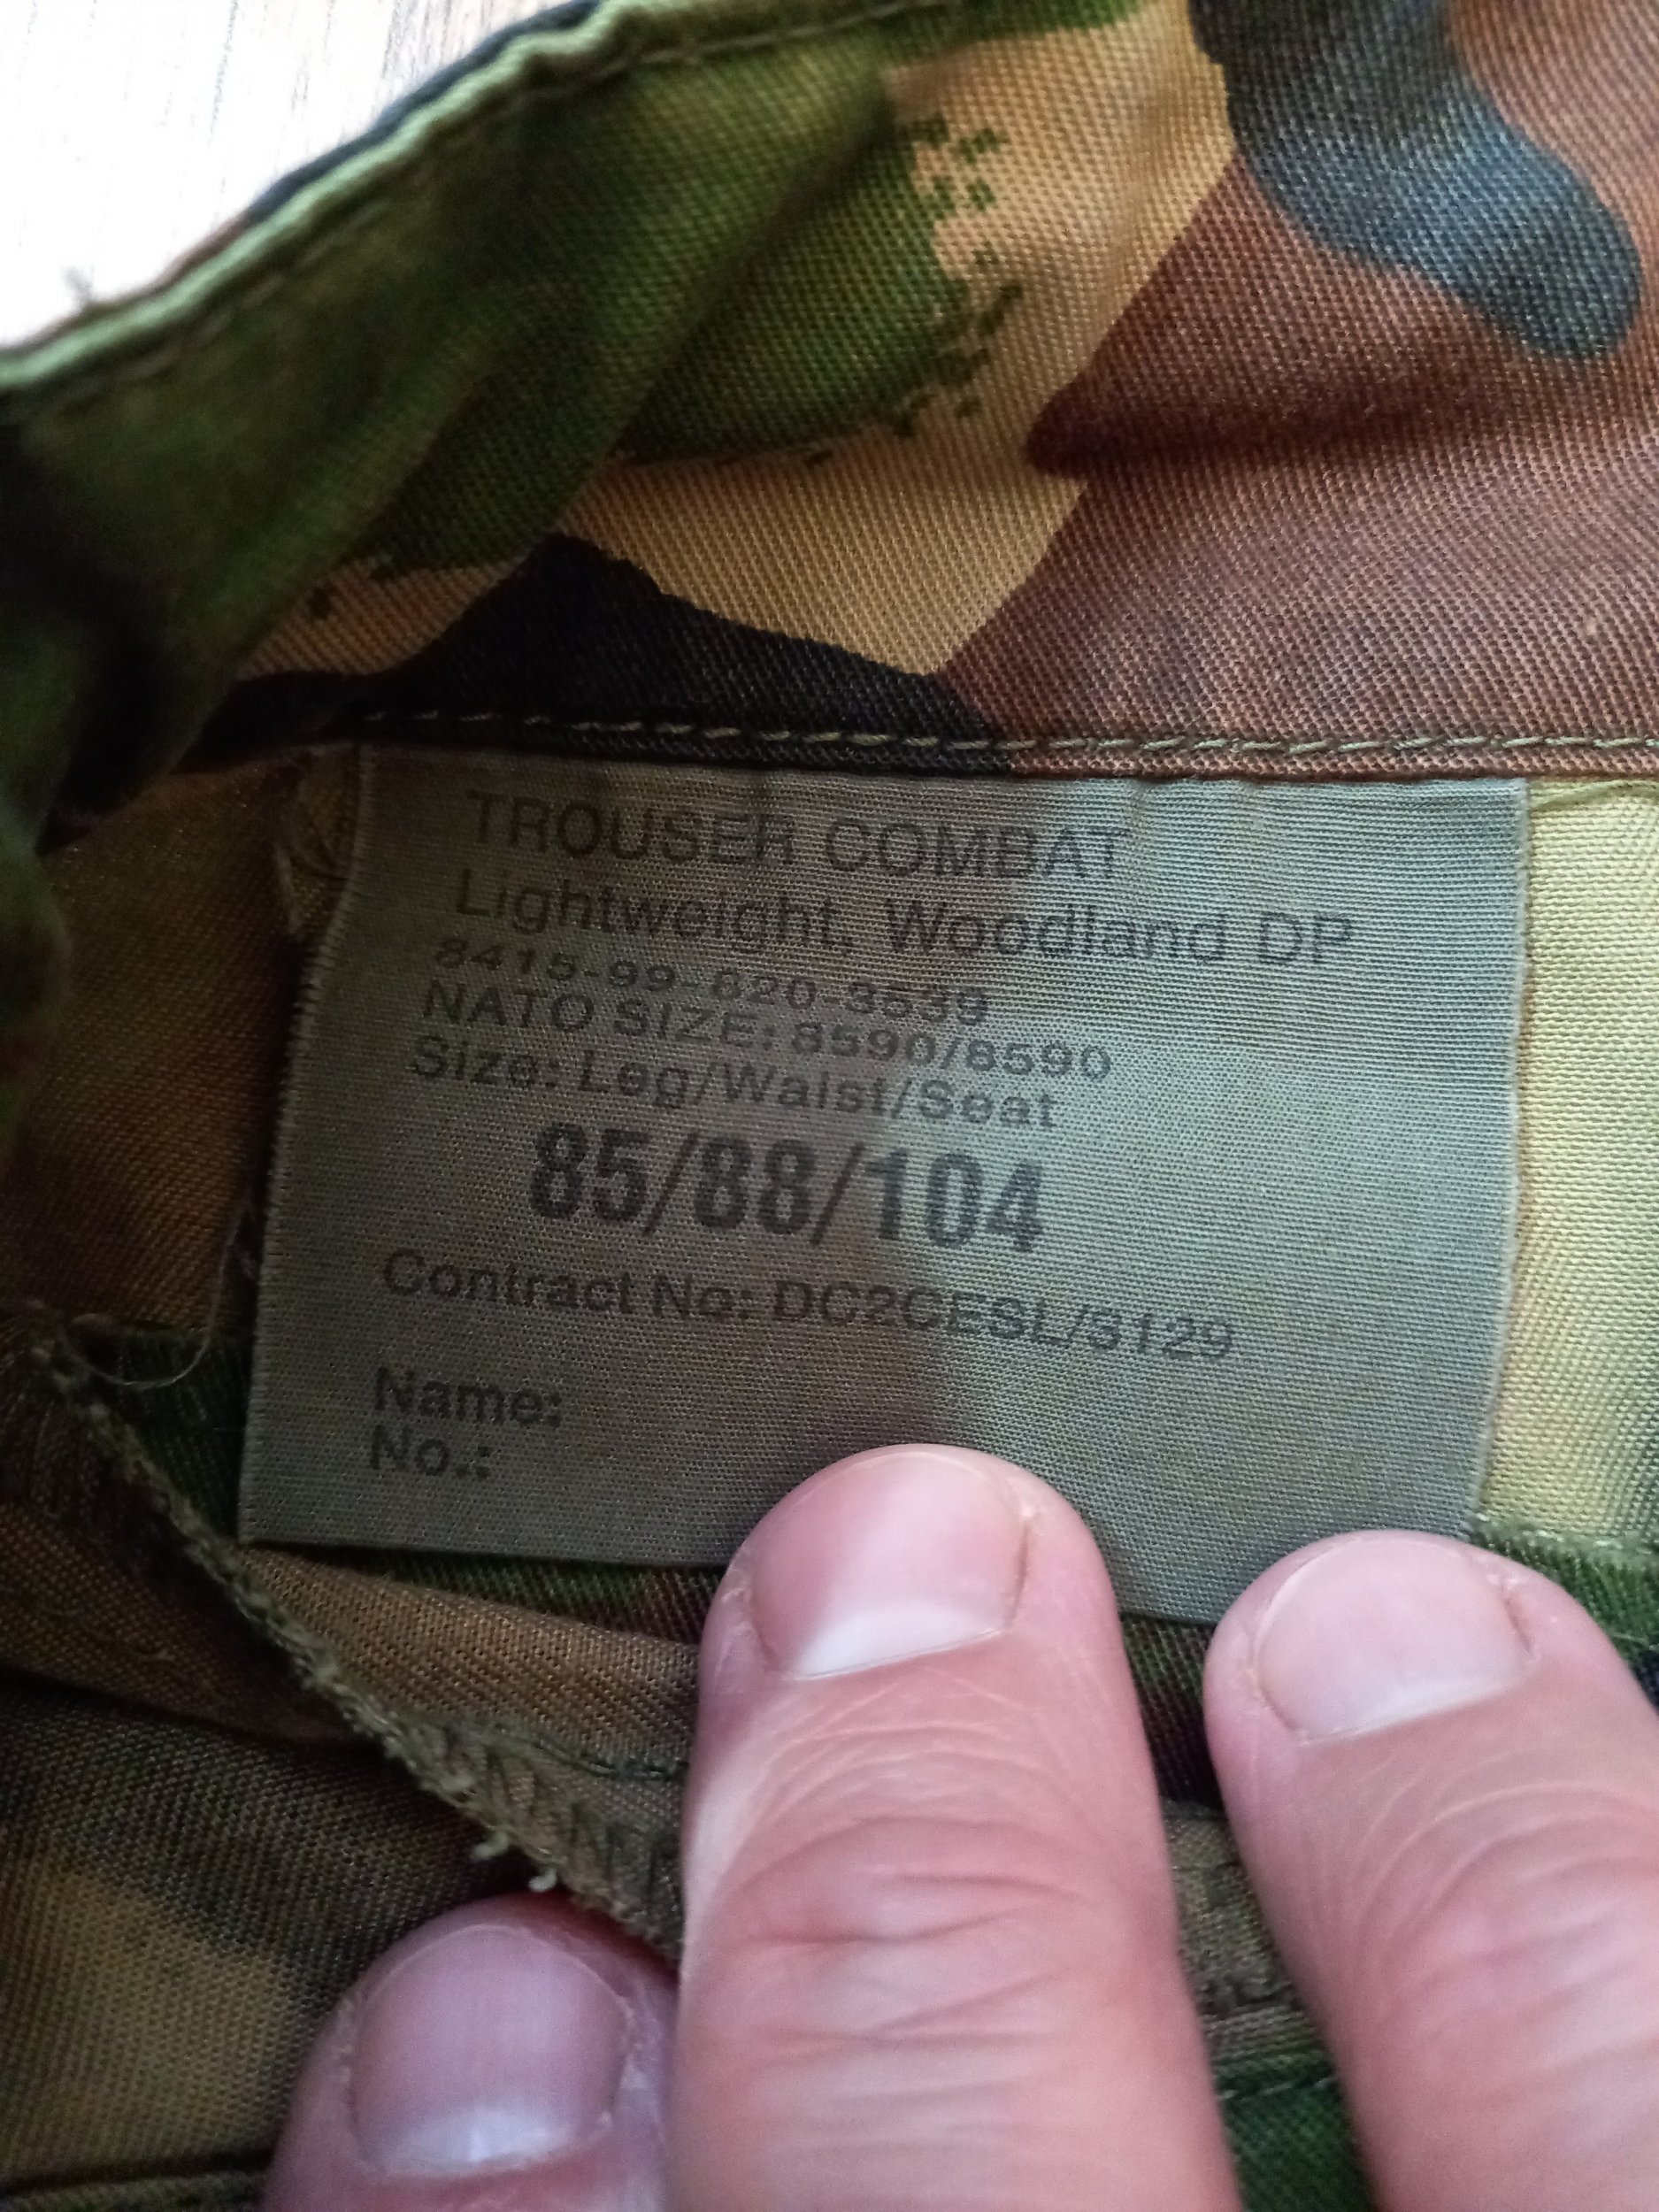 TROUSER COMBAT
Lightweight, Woodland DP
8415-99-820-3539
NATO SIZE: 8590/8590
Size: Leg/Waist/Seat
85/88/104
Contract No: DC2CESL/3129
Name:
No.: